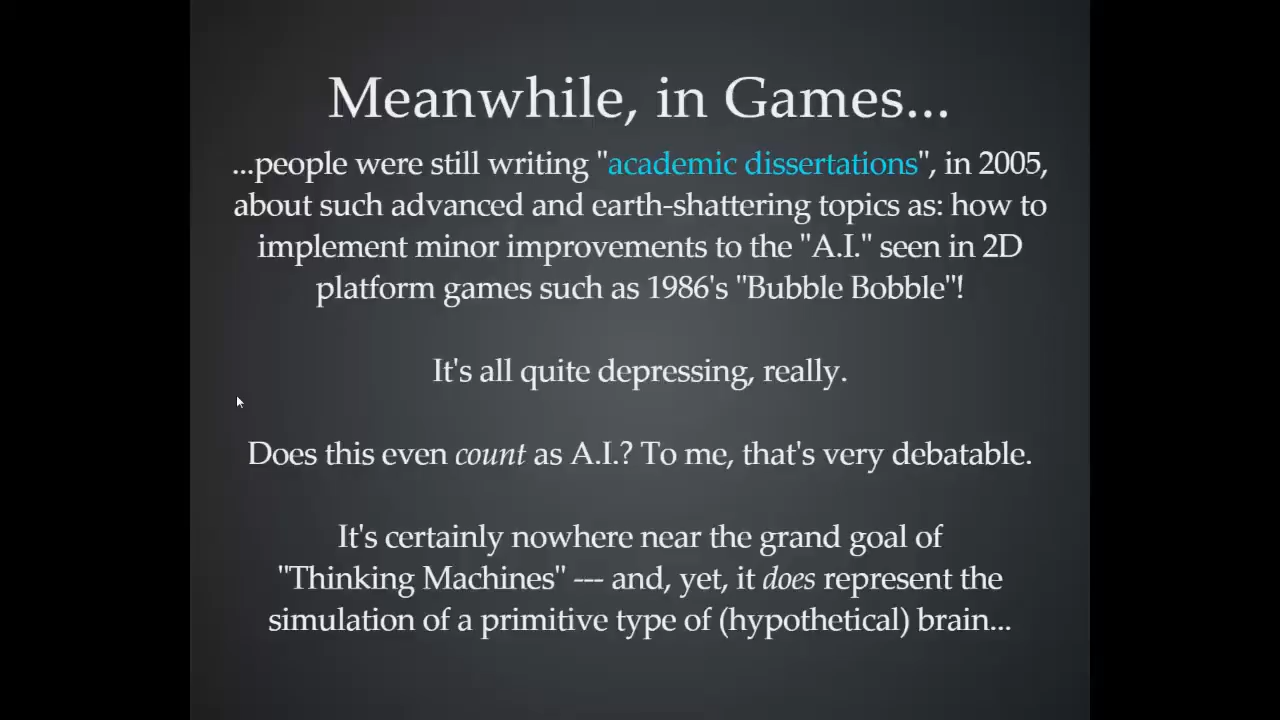 Meanwhile, in Games...
...people were still writing "academic dissertations", in 2005,
about such advanced and earth-shattering topics as: how to
implement minor improvements to the "A.I." seen in 2D
platform games such as 1986's "Bubble Bobble"!
It's all quite depressing, really.
Does this even count as A.I.? To me, that's very debatable.
It's certainly nowhere near the grand goal of
"Thinking Machines" --- and, yet, it does represent the
simulation of a primitive type of (hypothetical) brain...